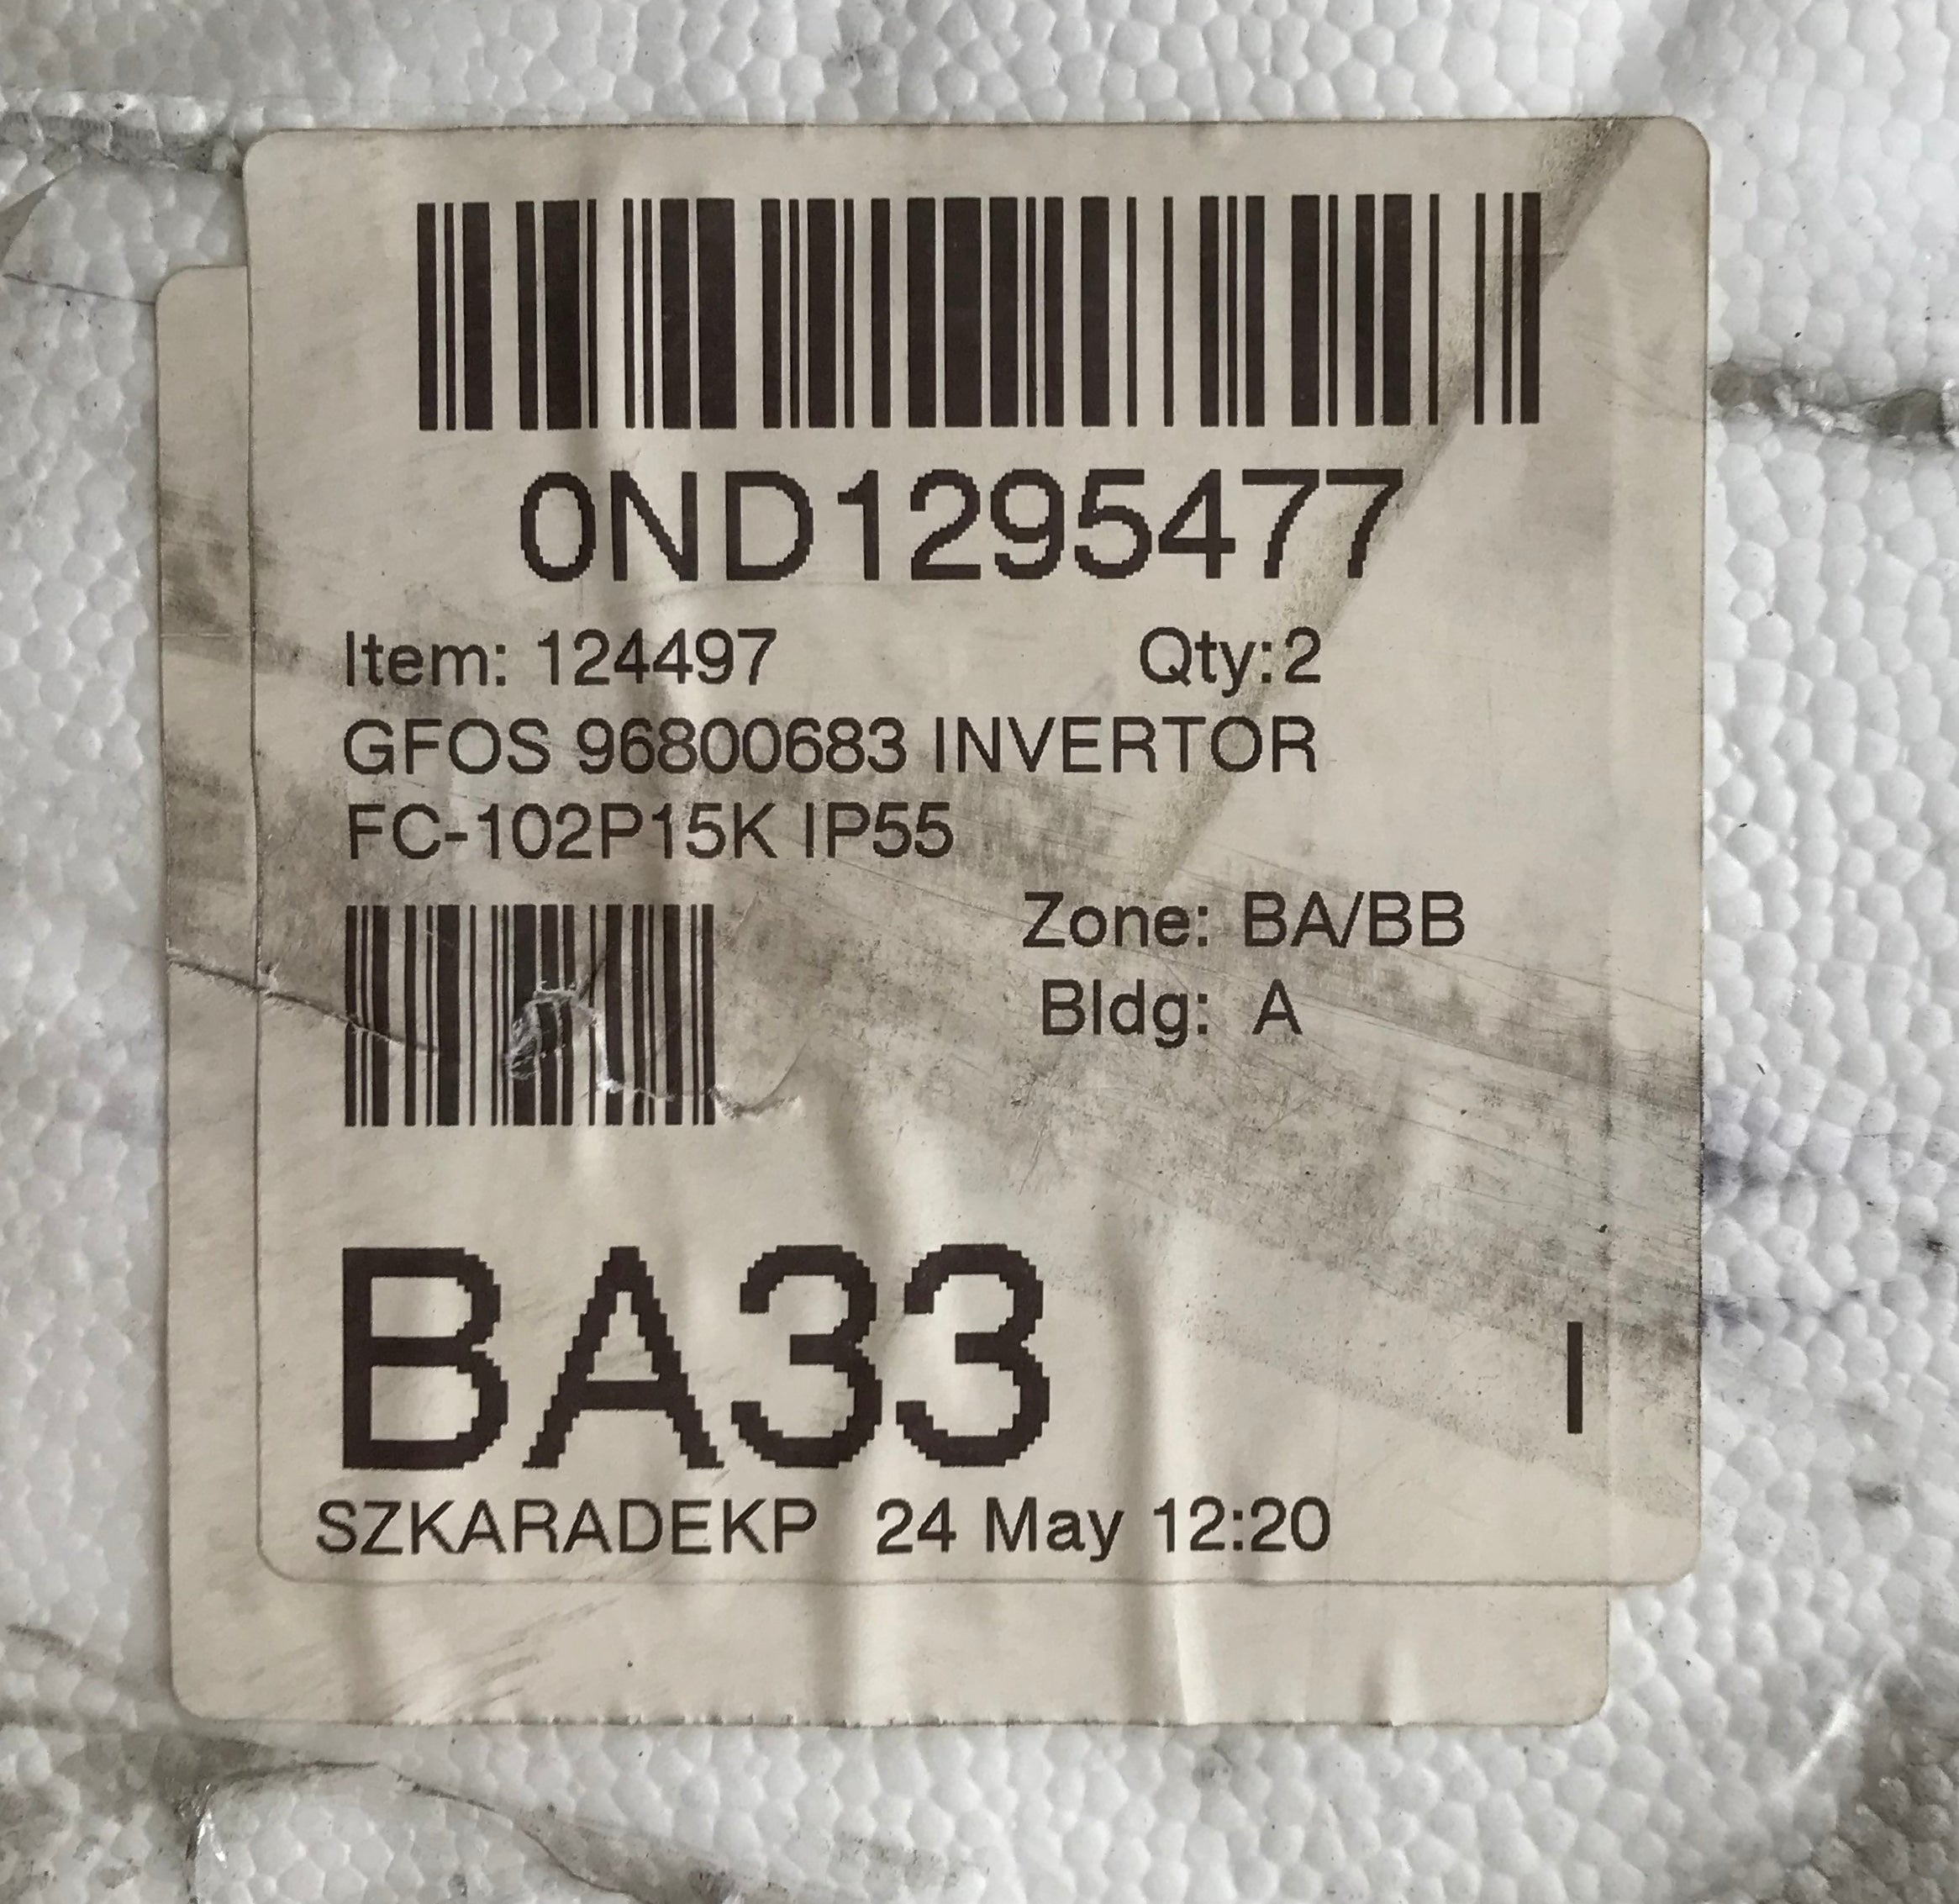 0ND1295477
Item: 124497 Qty:2
GFOS 96800683 INVERTOR
FC-102P15K IP55
Zone: BA/BB
Bldg: A
BA33 I
SZKARADEKP 24 May 12:20